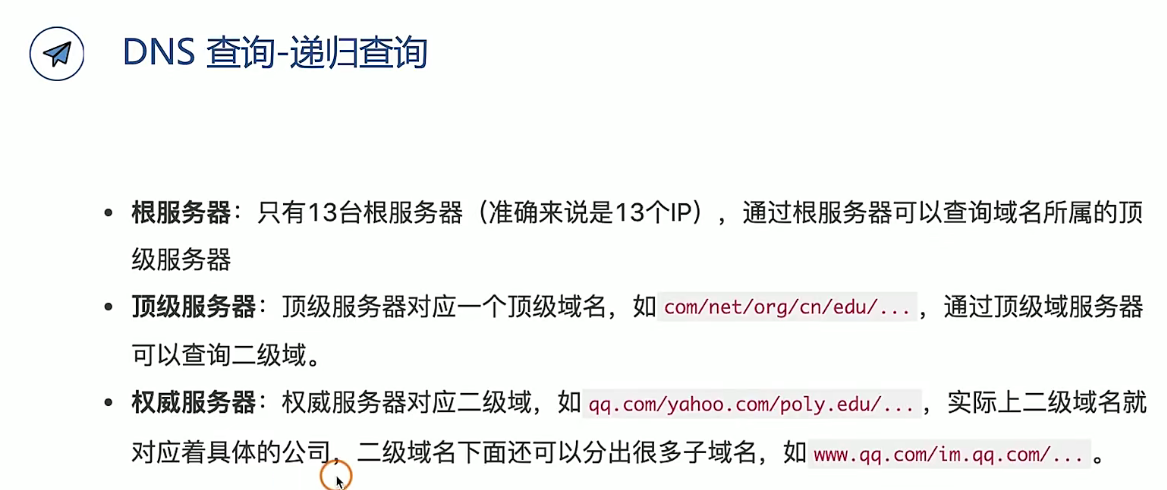 DNS 查询-递归查询
• 根服务器：只有13台根服务器（准确来说是13个IP），通过根服务器可以查询域名所属的顶
级服务器
• 顶级服务器：顶级服务器对应一个顶级域名，如 com/net/org/cn/edu/... ，通过顶级域服务器
可以查询二级域。
• 权威服务器：权威服务器对应二级域，如 qq.com/yahoo.com/poly.edu/... ，实际上二级域名就
对应着具体的公司，二级域名下面还可以分出很多子域名，如 www.qq.com/im.qq.com/... 。